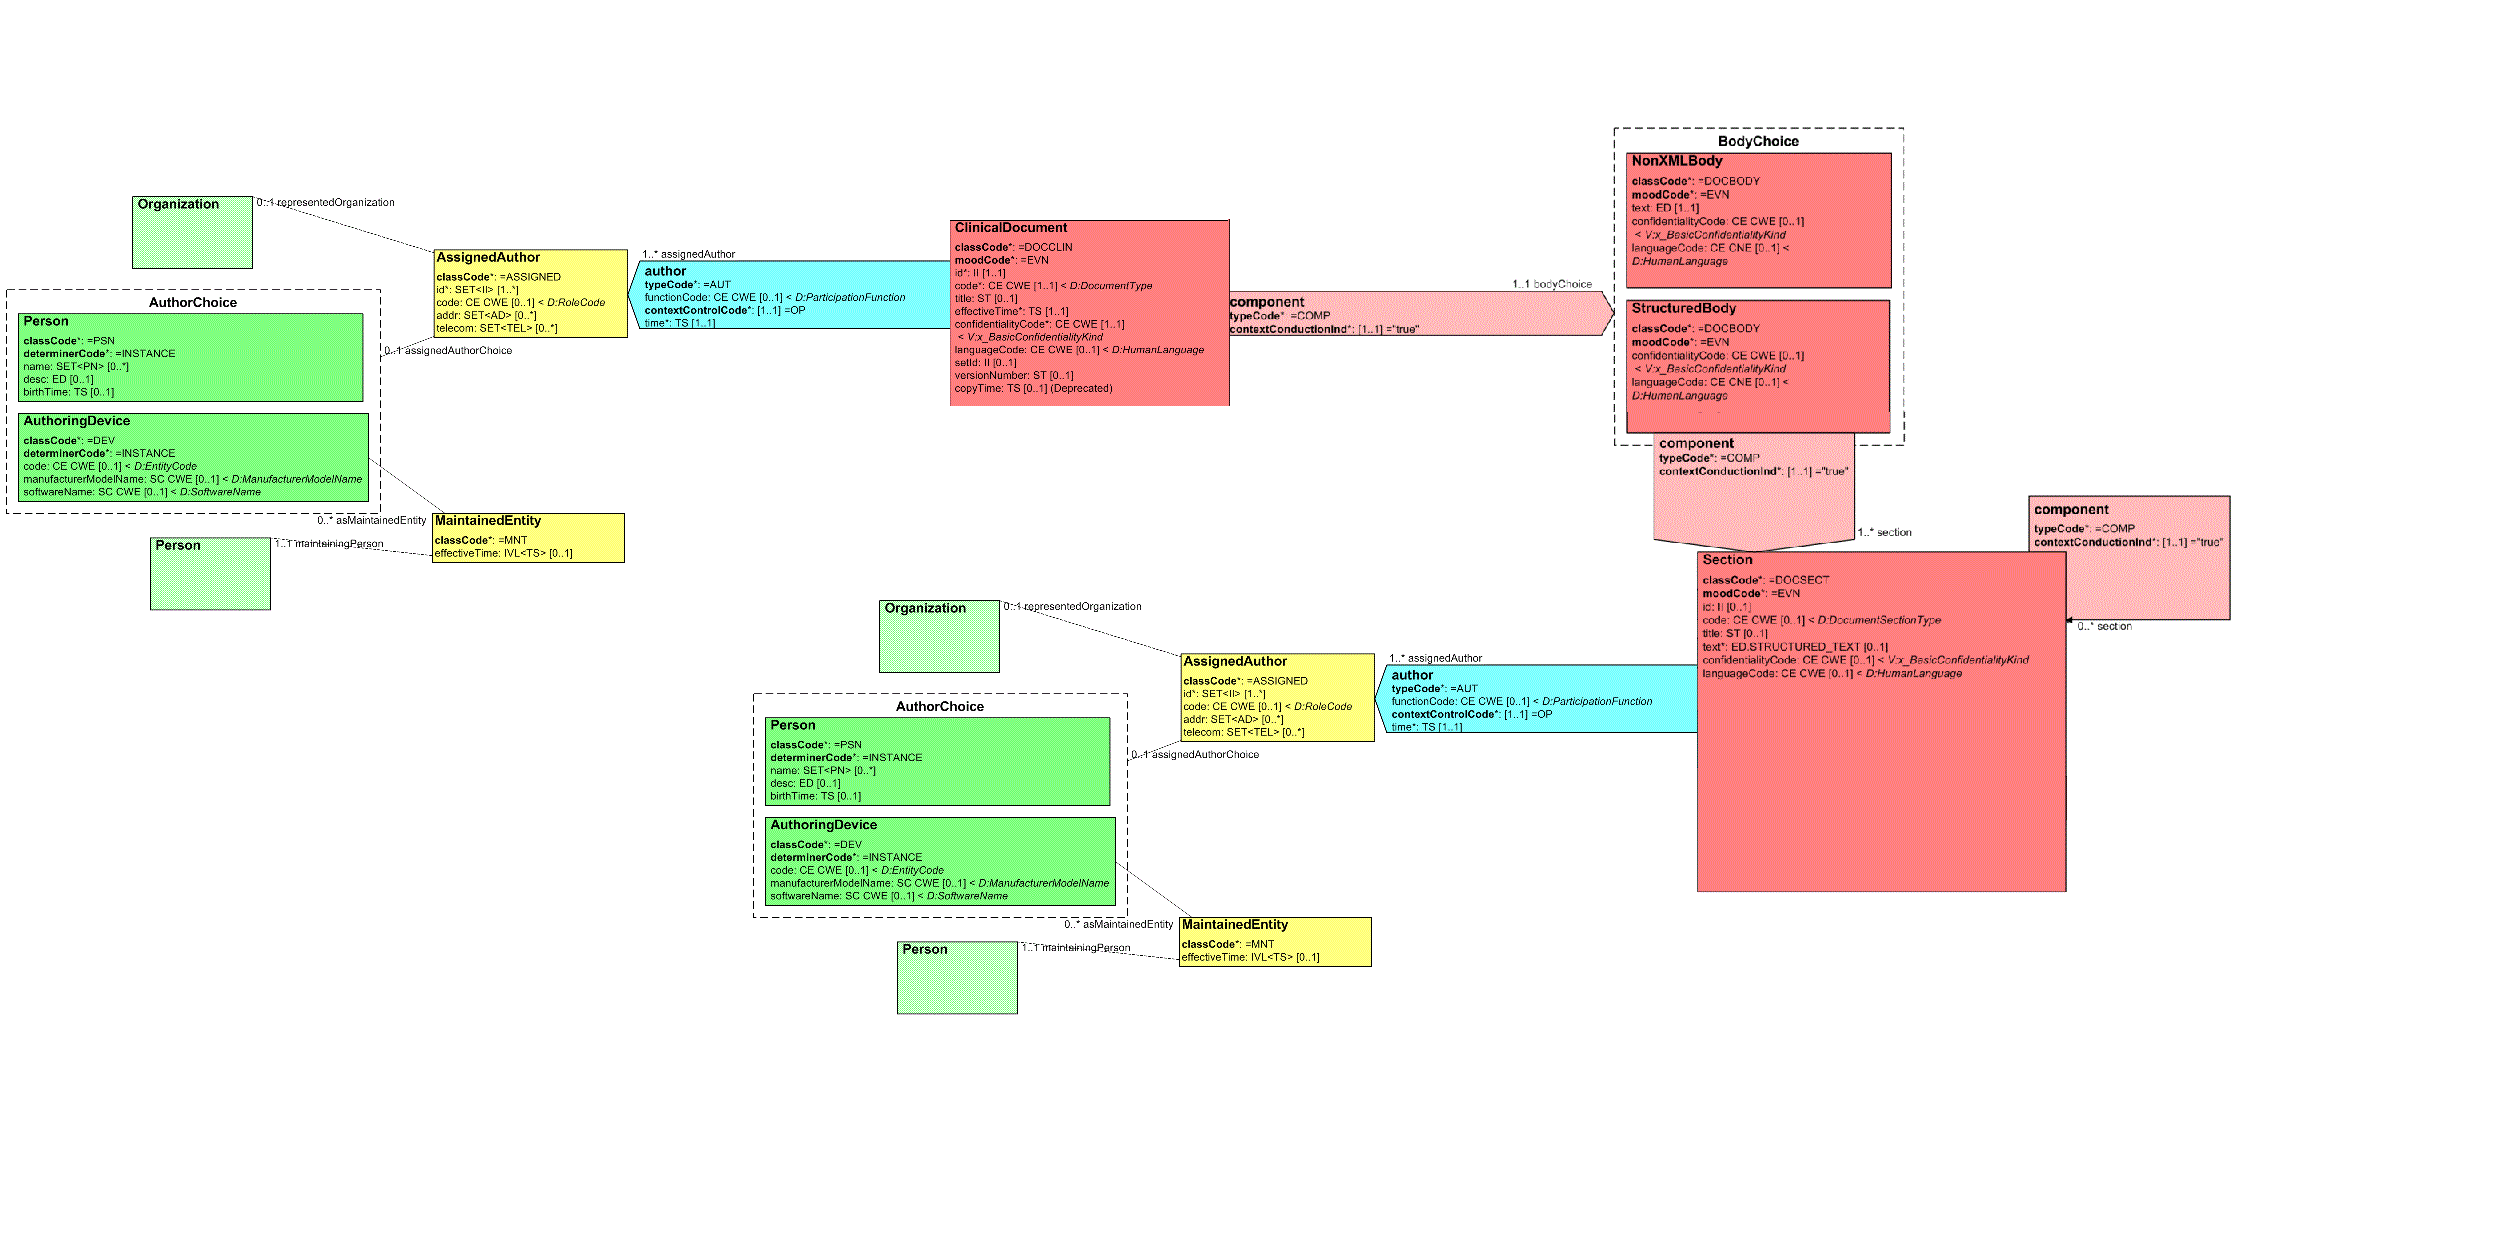 Organization
0..1 representedOrganization
AuthorChoice
Person
classCode*: =PSN
determinerCode*: =INSTANCE
name: SET<PN> [0..*]
desc: ED [0..1]
birthTime: TS [0..1]
AuthoringDevice
classCode*: =DEV
determinerCode*: =INSTANCE
code: CE CWE [0..1] < D:EntityCode
manufacturerModelName: SC CWE [0..1] < D:ManufacturerModelName
softwareName: SC CWE [0..1] < D:SoftwareName
0..1 assignedAuthorChoice
AssignedAuthor
classCode*: =ASSIGNED
id*: SET<II> [1..*]
code: CE CWE [0..1] < D:RoleCode
addr: SET<AD> [0..*]
telecom: SET<TEL> [0..*]
0..* asMaintainedEntity
MaintainedEntity
classCode*: =MNT
effectiveTime: IVL<TS> [0..1]
Person
1..1 maintainingPerson
1..* assignedAuthor
author
typeCode*: =AUT
functionCode: CE CWE [0..1] < D:ParticipationFunction
contextControlCode*: [1..1] =OP
time*: TS [1..1]
ClinicalDocument
classCode*: =DOCCLIN
moodCode*: =EVN
id*: II [1..1]
code*: CE CWE [1..1] < D:DocumentType
title: ST [0..1]
effectiveTime*: TS [1..1]
confidentialityCode*: CE CWE [1..1]
< V:x_BasicConfidentialityKind
languageCode: CE CWE [0..1] < D:HumanLanguage
setId: II [0..1]
versionNumber: ST [0..1]
copyTime: TS [0..1] (Deprecated)
1..1 bodyChoice
component
typeCode*: =COMP
contextConductionInd*: [1..1] ="true"
BodyChoice
NonXMLBody
classCode*: =DOCBODY
moodCode*: =EVN
text: ED [1..1]
confidentialityCode: CE CWE [0..1]
< V:x_BasicConfidentialityKind
languageCode: CE CNE [0..1] <
D:HumanLanguage
StructuredBody
classCode*: =DOCBODY
moodCode*: =EVN
confidentialityCode: CE CWE [0..1]
< V:x_BasicConfidentialityKind
languageCode: CE CNE [0..1] <
D:HumanLanguage
component
typeCode*: =COMP
contextConductionInd*: [1..1] ="true"
1..* section
component
typeCode*: =COMP
contextConductionInd*: [1..1] ="true"
0..* section
Section
classCode*: =DOCSECT
moodCode*: =EVN
id: II [0..1]
code: CE CWE [0..1] < D:DocumentSectionType
title: ST [0..1]
text*: ED.STRUCTURED_TEXT [0..1]
confidentialityCode: CE CWE [0..1] < V:x_BasicConfidentialityKind
languageCode: CE CWE [0..1] < D:HumanLanguage
Organization
0..1 representedOrganization
AssignedAuthor
classCode*: =ASSIGNED
id*: SET<II> [1..*]
code: CE CWE [0..1] < D:RoleCode
addr: SET<AD> [0..*]
telecom: SET<TEL> [0..*]
1..* assignedAuthor
author
typeCode*: =AUT
functionCode: CE CWE [0..1] < D:ParticipationFunction
contextControlCode*: [1..1] =OP
time*: TS [1..1]
AuthorChoice
Person
classCode*: =PSN
determinerCode*: =INSTANCE
name: SET<PN> [0..*]
desc: ED [0..1]
birthTime: TS [0..1]
0..1 assignedAuthorChoice
AuthoringDevice
classCode*: =DEV
determinerCode*: =INSTANCE
code: CE CWE [0..1] < D:EntityCode
manufacturerModelName: SC CWE [0..1] < D:ManufacturerModelName
softwareName: SC CWE [0..1] < D:SoftwareName
0..* asMaintainedEntity
MaintainedEntity
classCode*: =MNT
effectiveTime: IVL<TS> [0..1]
Person
1..1 maintainingPerson